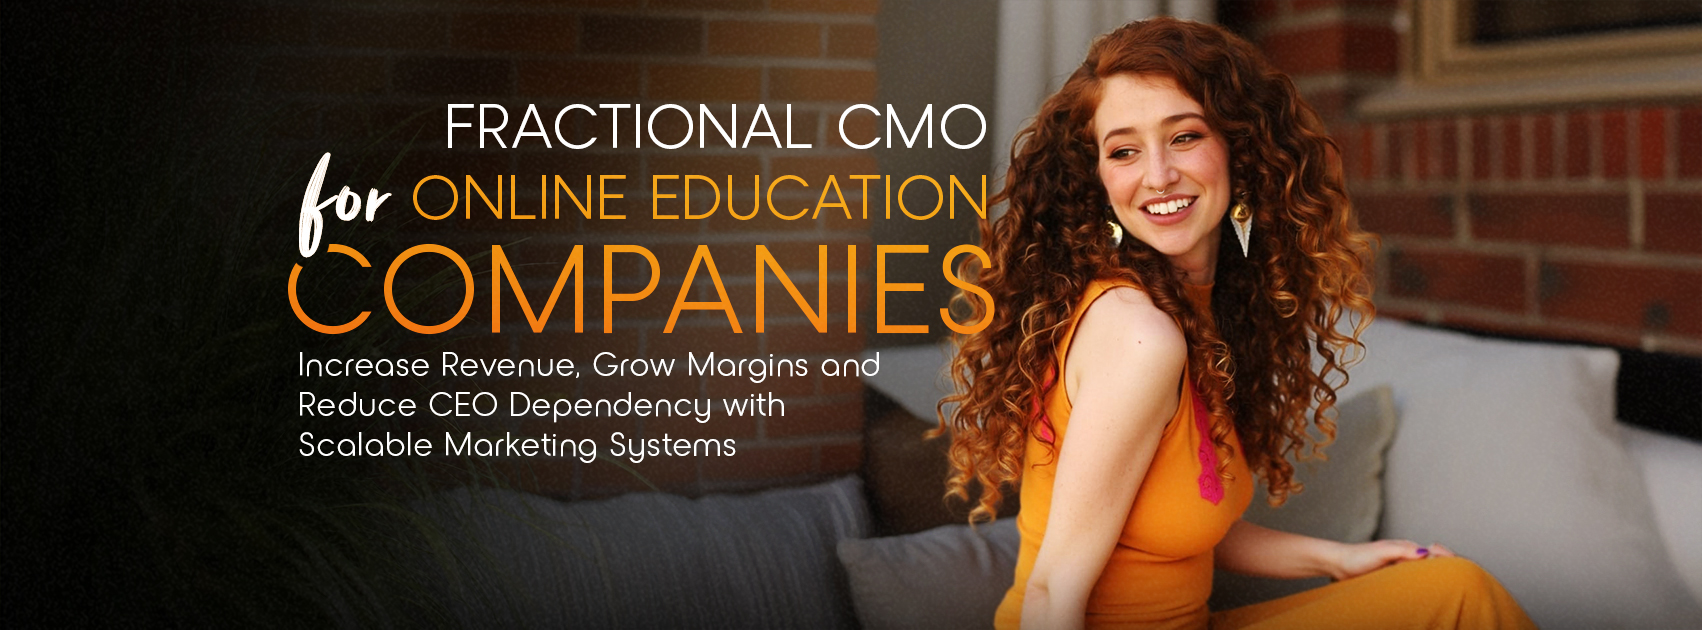 FRACTIONAL CMO
for ONLINE EDUCATION
COMPANIES
Increase Revenue, Grow Margins and
Reduce CEO Dependency with
Scalable Marketing Systems